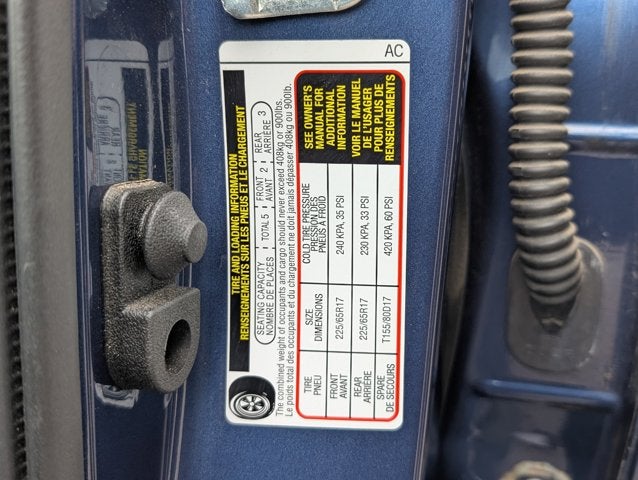 AC
TIRE AND LOADING INFORMATION
RENSEIGNEMENTS SUR LES PNEUS ET LE CHARGEMENT
SEATING CAPACITY TOTAL 5 FRONT 2 REAR 3
NOMBRE DE PLACES AVANT ARRIÈRE
The combined weight of occupants and cargo should never exceed 408kg or 900lbs.
Le poids total des occupants et du chargement ne doit jamais dépasser 408kg ou 900lb.
TIRE SIZE COLD TIRE PRESSURE
PNEU DIMENSIONS PRESSION DES
PNEUS À FROID
FRONT 225/65R17 240 KPA, 35 PSI
AVANT
REAR 225/65R17 230 KPA, 33 PSI
ARRIÈRE
SPARE T155/80D17 420 KPA, 60 PSI
DE SECOURS
SEE OWNER'S
MANUAL FOR
ADDITIONAL
INFORMATION
VOIR LE MANUEL
DE L'USAGER
POUR PLUS DE
RENSEIGNEMENTS